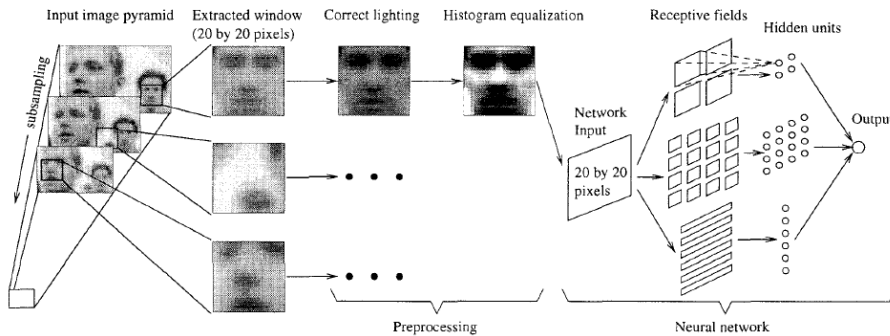 Input image pyramid
Extracted window
(20 by 20 pixels)
Correct lighting
Histogram equalization
Receptive fields
Hidden units
subsampling
Network
Input
Output
20 by 20
pixels
Preprocessing
Neural network